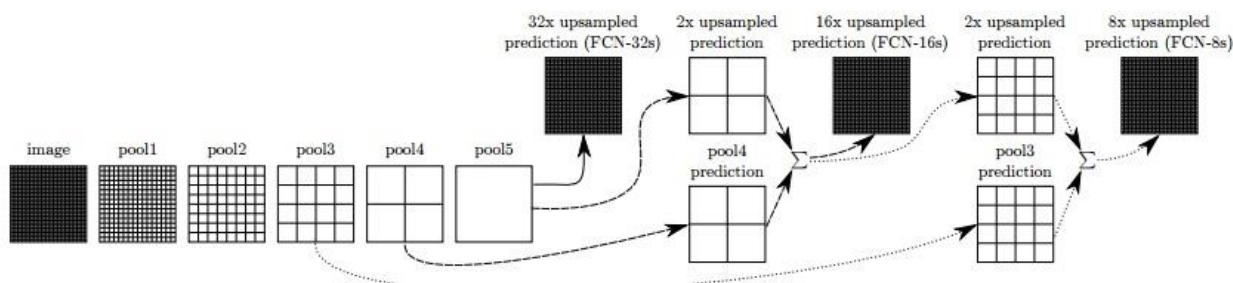 32x upsampled
prediction (FCN-32s)
2x upsampled
prediction
16x upsampled
prediction (FCN-16s)
2x upsampled
prediction
8x upsampled
prediction (FCN-8s)
image
pool1
pool2
pool3
pool4
pool5
pool4
prediction
Σ
pool3
prediction
Σ